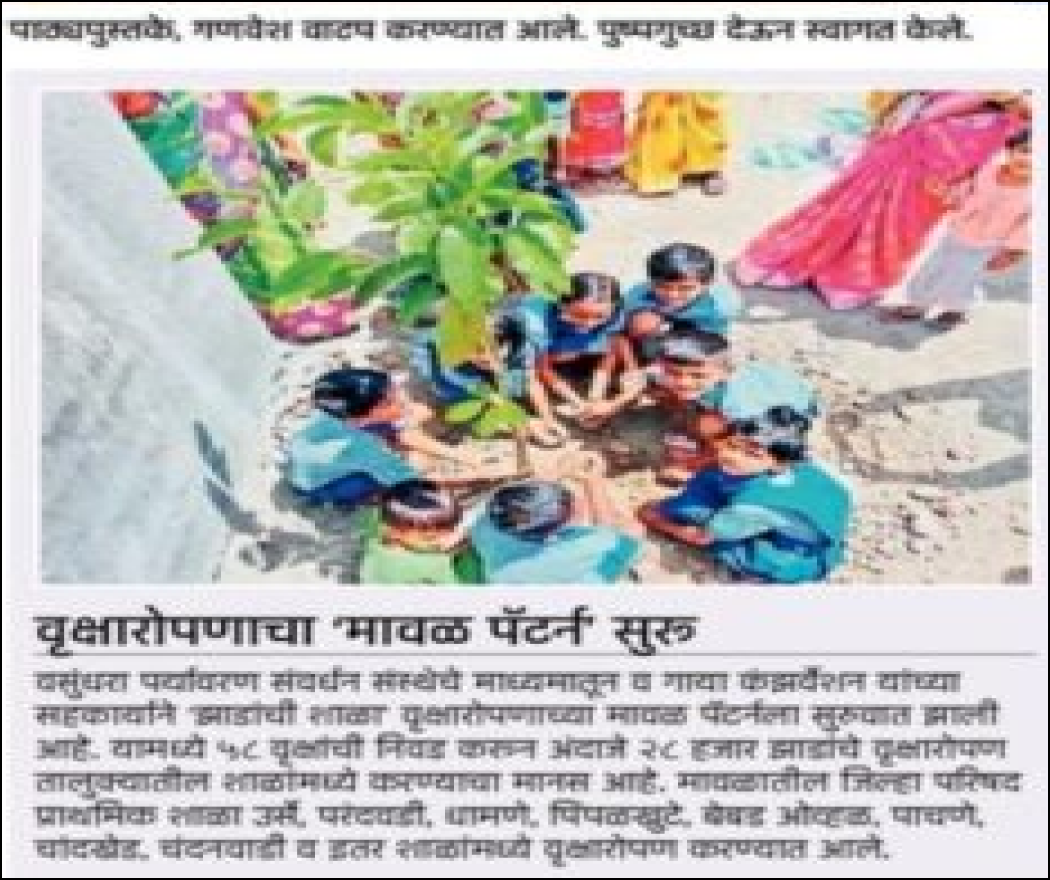 पाठ्यपुस्तके, गणवेश वाटप करण्यात आले. पुष्पगुच्छ देऊन स्वागत केले.
वृक्षारोपणाचा ‘मावळ पॅटर्न’ सुरू
वसुंधरा पर्यावरण संवर्धन संस्थेचे माध्यमातून व गाया कंझर्वेशन यांच्या
सहकार्याने ‘झाडांची शाळा’ वृक्षारोपणाच्या मावळ पॅटर्नला सुरुवात झाली
आहे. यामध्ये ५८ वृक्षांची निवड करून अंदाजे २८ हजार झाडांचे वृक्षारोपण
तालुक्यातील शाळांमध्ये करण्याचा मानस आहे. मावळातील जिल्हा परिषद
प्राथमिक शाळा उर्से, परंदवडी, धामणे, पिंपळखुटे, बेबड ओव्हळ, पाचणे,
चांदखेड, चंदनवाडी व इतर शाळांमध्ये वृक्षारोपण करण्यात आले.